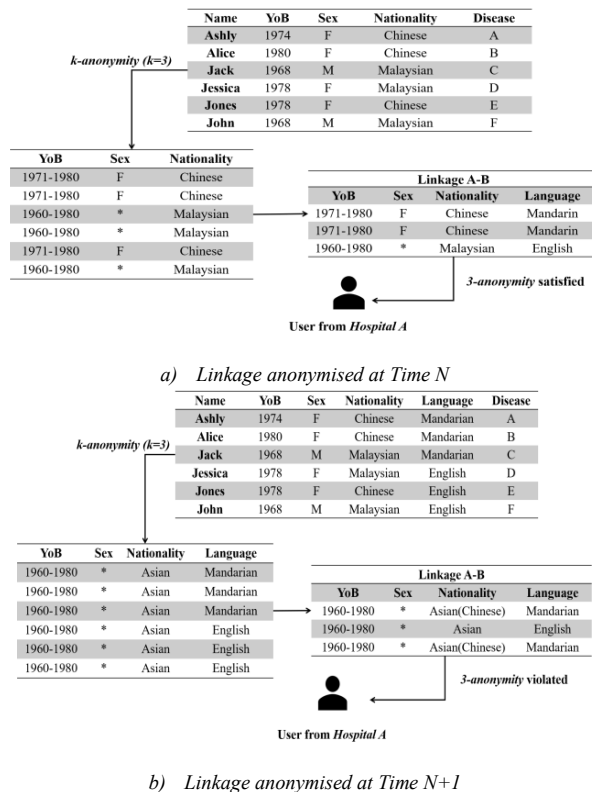 Name YoB Sex Nationality Disease
Ashly 1974 F Chinese A
Alice 1980 F Chinese B
Jack 1968 M Malaysian C
Jessica 1978 F Malaysian D
Jones 1978 F Chinese E
John 1968 M Malaysian F
k-anonymity (k=3)
YoB Sex Nationality
1971-1980 F Chinese
1971-1980 F Chinese
1960-1980 * Malaysian
1960-1980 * Malaysian
1971-1980 F Chinese
1960-1980 * Malaysian
Linkage A-B
YoB Sex Nationality Language
1971-1980 F Chinese Mandarin
1971-1980 F Chinese Mandarin
1960-1980 * Malaysian English
3-anonymity satisfied
User from Hospital A
a) Linkage anonymised at Time N
Name YoB Sex Nationality Language Disease
Ashly 1974 F Chinese Mandarian A
Alice 1980 F Chinese Mandarian B
Jack 1968 M Malaysian Mandarian C
Jessica 1978 F Malaysian English D
Jones 1978 F Chinese English E
John 1968 M Malaysian English F
k-anonymity (k=3)
YoB Sex Nationality Language
1960-1980 * Asian Mandarian
1960-1980 * Asian Mandarian
1960-1980 * Asian Mandarian
1960-1980 * Asian English
1960-1980 * Asian English
1960-1980 * Asian English
Linkage A-B
YoB Sex Nationality Language
1960-1980 * Asian(Chinese) Mandarian
1960-1980 * Asian English
1960-1980 * Asian(Chinese) Mandarian
3-anonymity violated
User from Hospital A
b) Linkage anonymised at Time N+1